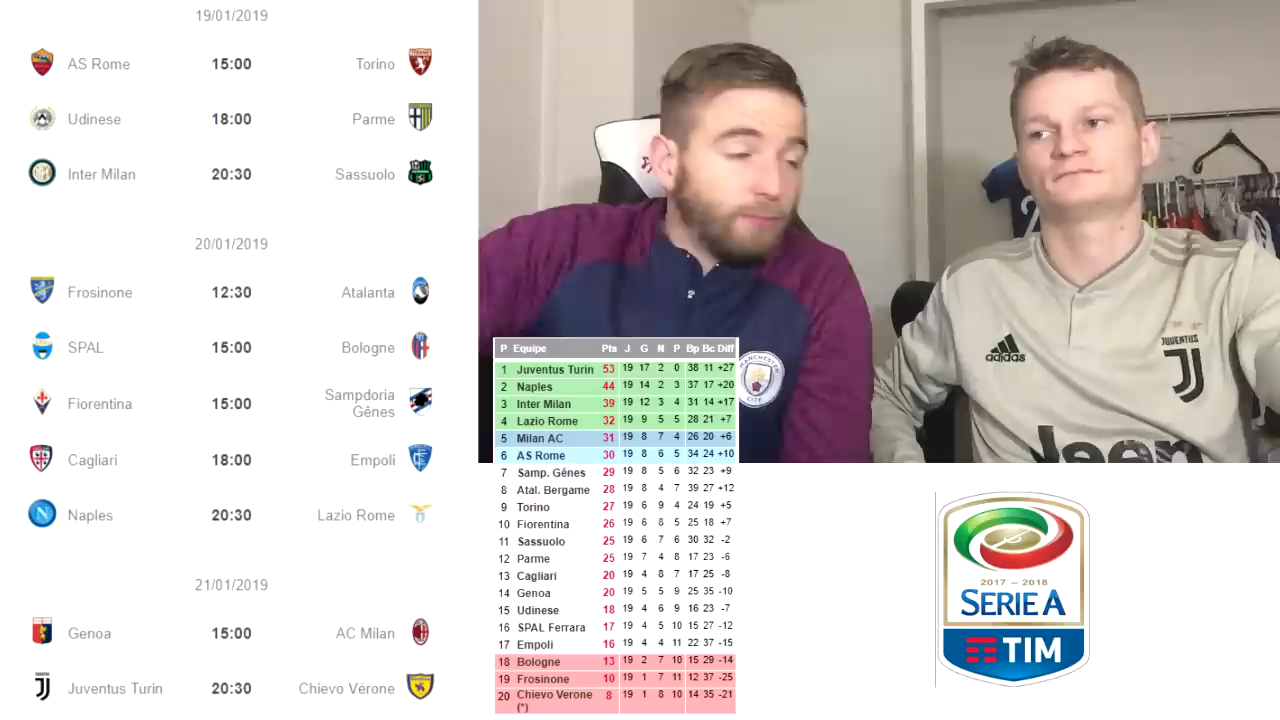 19/01/2019
AS Rome 15:00 Torino
Udinese 18:00 Parme
Inter Milan 20:30 Sassuolo
20/01/2019
Frosinone 12:30 Atalanta
SPAL 15:00 Bologne
Fiorentina 15:00 Sampdoria Gênes
Cagliari 18:00 Empoli
Naples 20:30 Lazio Rome
21/01/2019
Genoa 15:00 AC Milan
Juventus Turin 20:30 Chievo Vérone
P Equipe Pts J G N P Bp Bc Diff
1 Juventus Turin 53 19 17 2 0 38 11 +27
2 Naples 44 19 14 2 3 37 17 +20
3 Inter Milan 39 19 12 3 4 31 14 +17
4 Lazio Rome 32 19 9 5 5 28 21 +7
5 Milan AC 31 19 8 7 4 26 20 +6
6 AS Rome 30 19 8 6 5 34 24 +10
7 Samp. Gênes 29 19 8 5 6 32 23 +9
8 Atal. Bergame 28 19 8 4 7 39 27 +12
9 Torino 27 19 6 9 4 24 19 +5
10 Fiorentina 26 19 6 8 5 25 18 +7
11 Sassuolo 25 19 6 7 6 30 32 -2
12 Parme 25 19 7 4 8 17 23 -6
13 Cagliari 20 19 4 8 7 17 25 -8
14 Genoa 20 19 5 5 9 25 35 -10
15 Udinese 18 19 4 6 9 16 23 -7
16 SPAL Ferrara 17 19 4 5 10 15 27 -12
17 Empoli 16 19 4 4 11 22 37 -15
18 Bologne 13 19 2 7 10 15 29 -14
19 Frosinone 10 19 1 7 11 12 37 -25
20 Chievo Verone (*) 8 19 1 8 10 14 35 -21
MANCHESTER
CITY
adidas
JUVENTUS
Jeep
2017 – 2018
SERIE A
TIM